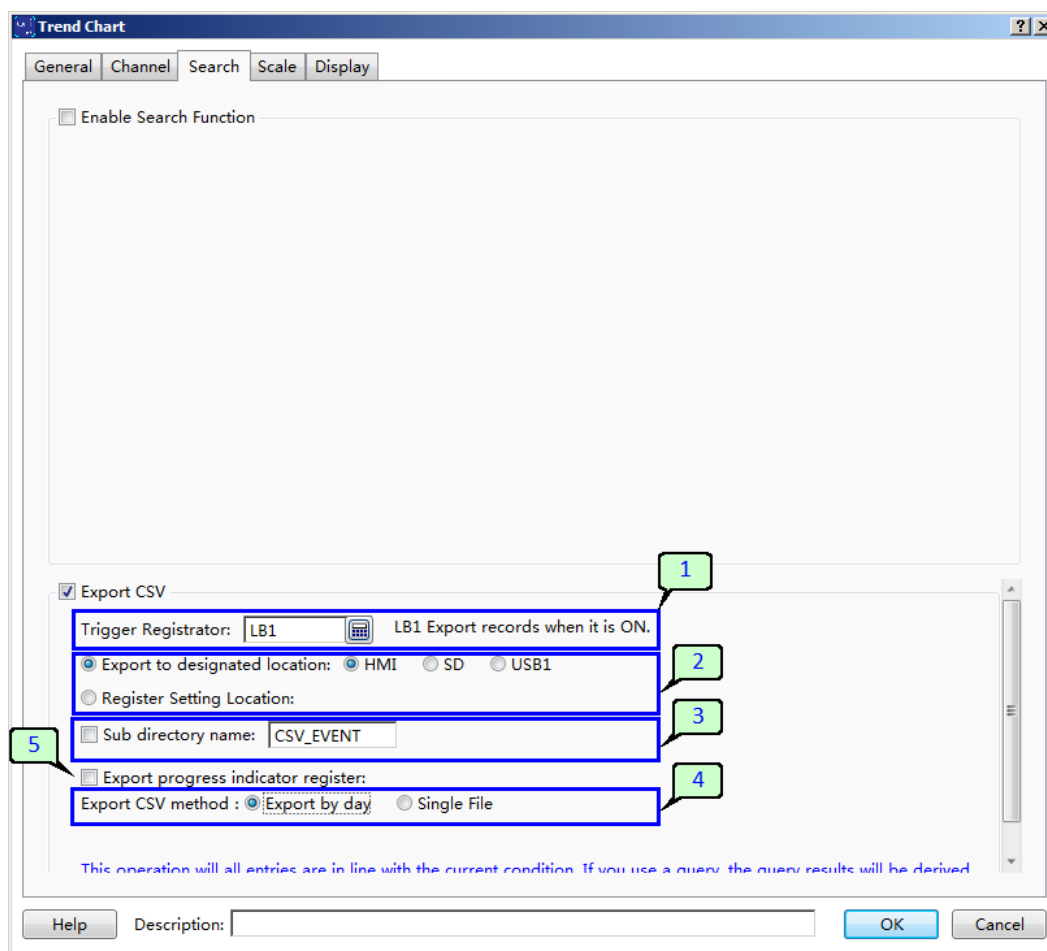 Trend Chart
General Channel Search Scale Display
Enable Search Function
1
Export CSV
Trigger Registrator: LB1 LB1 Export records when it is ON.
2
Export to designated location: HMI SD USB1
Register Setting Location:
3
Sub directory name: CSV_EVENT
5
Export progress indicator register:
4
Export CSV method : Export by day Single File
This operation will all entries are in line with the current condition. If you use a query, the query results will be derived
Help Description: OK Cancel